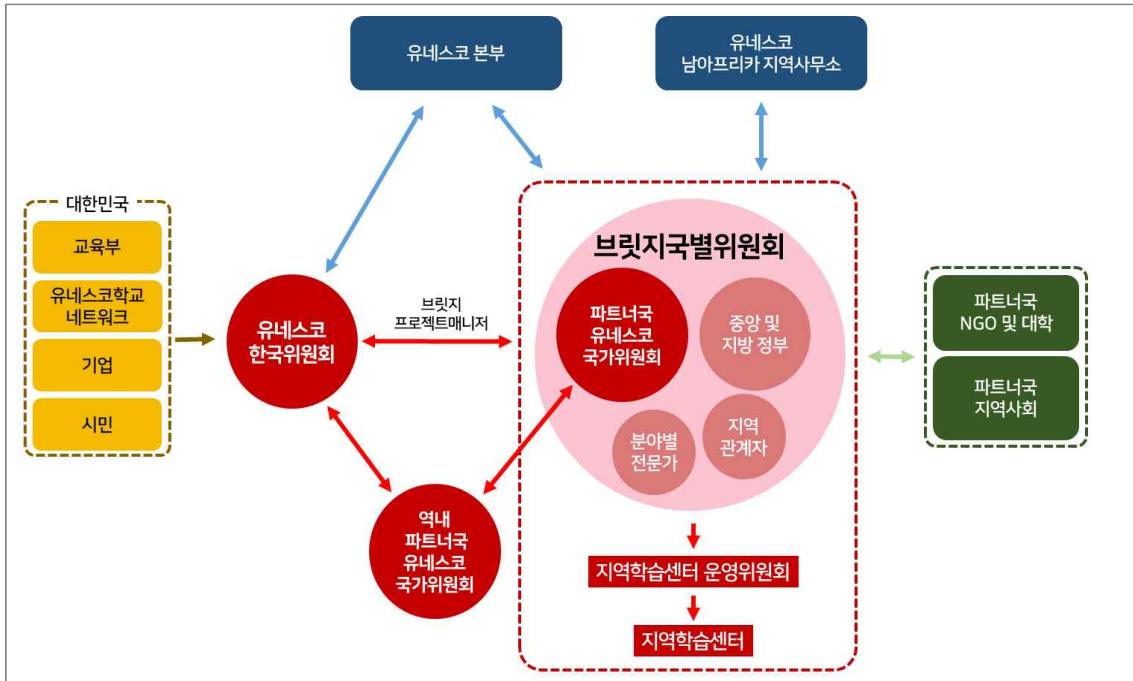 유네스코 본부
유네스코
남아프리카 지역사무소
대한민국
교육부
유네스코학교
네트워크
기업
시민
유네스코
한국위원회
브릿지
프로젝트매니저
브릿지국별위원회
파트너국
유네스코
국가위원회
중앙 및
지방 정부
분야별
전문가
지역
관계자
역내
파트너국
유네스코
국가위원회
지역학습센터 운영위원회
지역학습센터
파트너국
NGO 및 대학
파트너국
지역사회